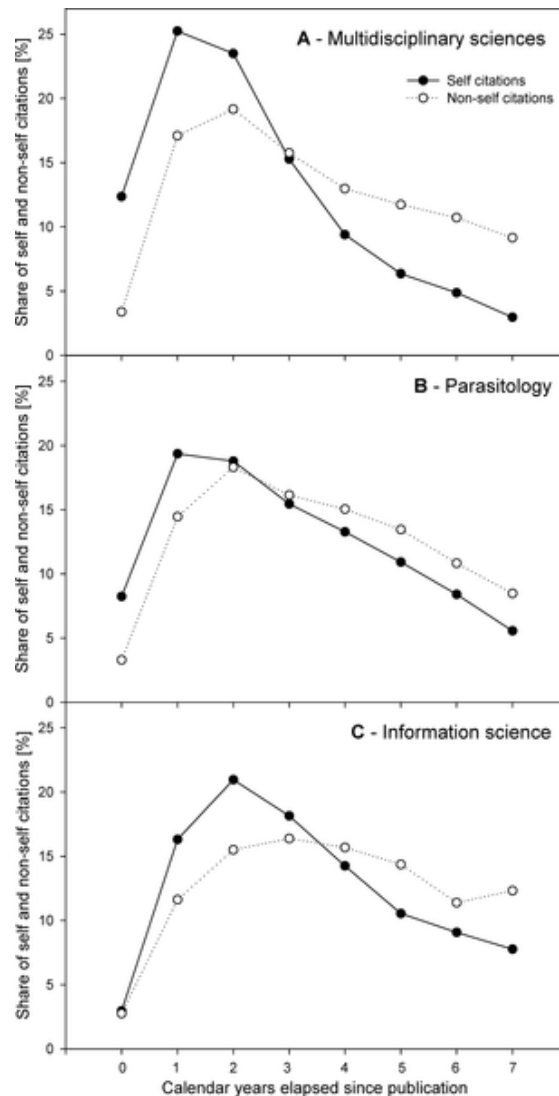 A - Multidisciplinary sciences
Self citations
Non-self citations
Share of self and non-self citations [%]
25
20
15
10
5
0
B - Parasitology
Share of self and non-self citations [%]
25
20
15
10
5
0
C - Information science
Share of self and non-self citations [%]
25
20
15
10
5
0
0 1 2 3 4 5 6 7
Calendar years elapsed since publication